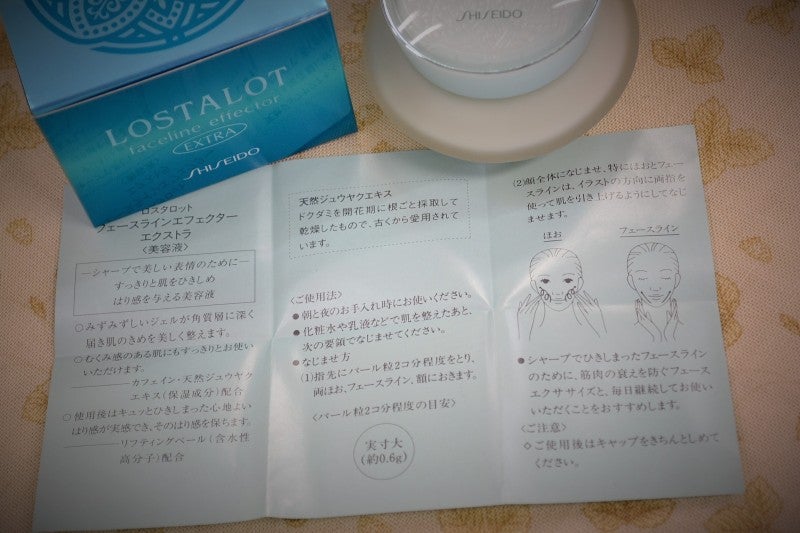 LOSTALOT
faceline effector
EXTRA
SHISEIDO
SHISEIDO
ロスタロット
フェースラインエフェクター
エクストラ
〈美容液〉
―シャープで美しい表情のために―
すっきりと肌をひきしめ
はり感を与える美容液
○みずみずしいジェルが角質層に深く
届き肌のきめを美しく整えます。
○むくみ感のある肌にもすっきりとお使い
いただけます。
―カフェイン・天然ジュウヤク
エキス(保湿成分)配合
○使用後はキュッとひきしまった心地よい
はり感が実感でき、そのはり感を保ちます。
―リフティングベール(含水性
高分子)配合
天然ジュウヤクエキス
ドクダミを開花期に根ごと採取して
乾燥したもので、古くから愛用されて
います。
〈ご使用法〉
●朝と夜のお手入れ時にお使いください。
●化粧水や乳液などで肌を整えたあと、
次の要領でなじませてください。
●なじませ方
(1)指先にパール粒2コ分程度をとり、
両ほお、フェースライン、額におきます。
〈パール粒2コ分程度の目安〉
実寸大
(約0.6g)
(2)顔全体になじませ、特にほおとフェー
スラインは、イラストの方向に両指を
使って肌を引き上げるようにしてなじ
ませます。
ほお
フェースライン
●シャープでひきしまったフェースライン
のために、筋肉の衰えを防ぐフェース
エクササイズと、毎日継続してお使い
いただくことをおすすめします。
〈ご注意〉
◇ご使用後はキャップをきちんとしめて
ください。